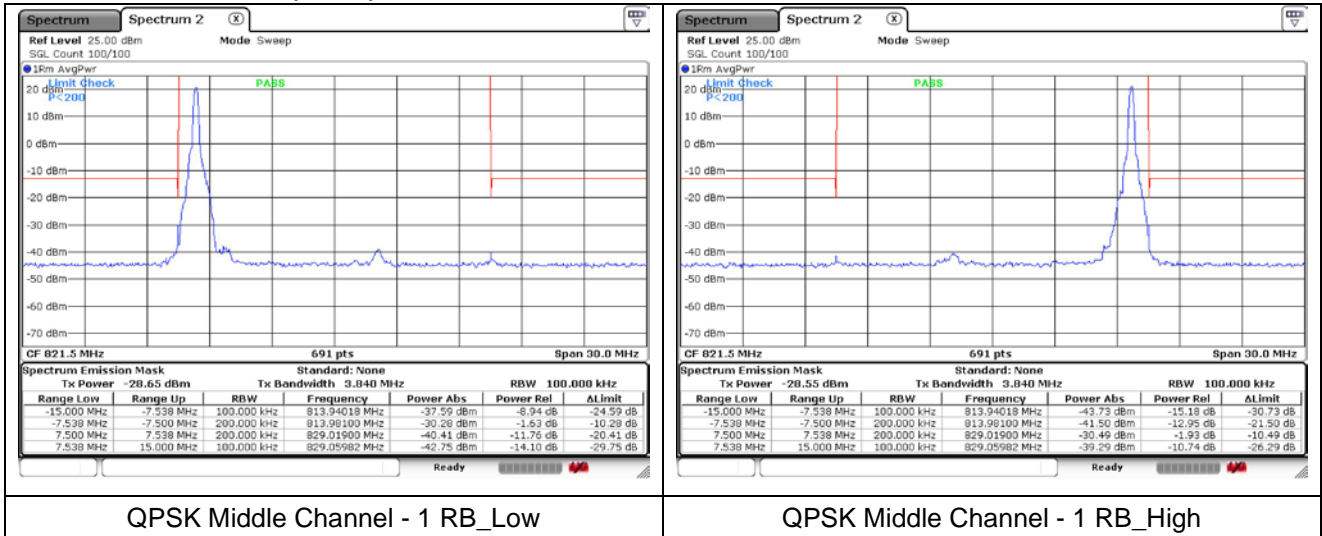 Spectrum Spectrum 2 X
Ref Level 25.00 dBm Mode Sweep
SGL Count 100/100
1Rm AvgPwr
Limit Check PASS
20 dBm
P<200
10 dBm
0 dBm
-10 dBm
-20 dBm
-30 dBm
-40 dBm
-50 dBm
-60 dBm
-70 dBm
CF 821.5 MHz 691 pts Span 30.0 MHz
Spectrum Emission Mask Standard: None
Tx Power -28.65 dBm Tx Bandwidth 3.840 MHz RBW 100.000 kHz
Range Low Range Up RBW Frequency Power Abs Power Rel ΔLimit
-15.000 MHz -7.538 MHz 100.000 kHz 813.94018 MHz -37.59 dBm -8.94 dB -24.59 dB
-7.538 MHz -7.500 MHz 200.000 kHz 813.98100 MHz -30.28 dBm -1.63 dB -10.28 dB
7.500 MHz 7.538 MHz 200.000 kHz 829.01900 MHz -40.41 dBm -11.76 dB -20.41 dB
7.538 MHz 15.000 MHz 100.000 kHz 829.05982 MHz -42.75 dBm -14.10 dB -29.75 dB
Ready
QPSK Middle Channel - 1 RB_Low
Spectrum Spectrum 2 X
Ref Level 25.00 dBm Mode Sweep
SGL Count 100/100
1Rm AvgPwr
Limit Check PASS
20 dBm
P<200
10 dBm
0 dBm
-10 dBm
-20 dBm
-30 dBm
-40 dBm
-50 dBm
-60 dBm
-70 dBm
CF 821.5 MHz 691 pts Span 30.0 MHz
Spectrum Emission Mask Standard: None
Tx Power -28.55 dBm Tx Bandwidth 3.840 MHz RBW 100.000 kHz
Range Low Range Up RBW Frequency Power Abs Power Rel ΔLimit
-15.000 MHz -7.538 MHz 100.000 kHz 813.94018 MHz -43.73 dBm -15.18 dB -30.73 dB
-7.538 MHz -7.500 MHz 200.000 kHz 813.98100 MHz -41.50 dBm -12.95 dB -21.50 dB
7.500 MHz 7.538 MHz 200.000 kHz 829.01900 MHz -30.49 dBm -1.93 dB -10.49 dB
7.538 MHz 15.000 MHz 100.000 kHz 829.05982 MHz -39.29 dBm -10.74 dB -26.29 dB
Ready
QPSK Middle Channel - 1 RB_High